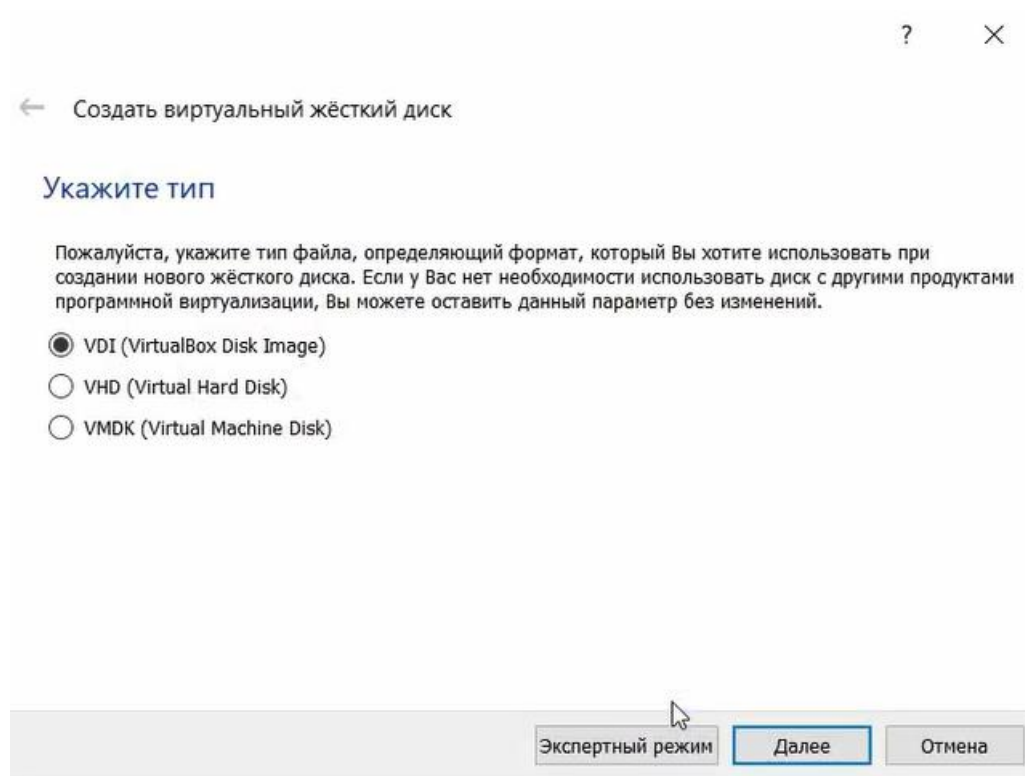 ?
Создать виртуальный жёсткий диск
Укажите тип
Пожалуйста, укажите тип файла, определяющий формат, который Вы хотите использовать при
создании нового жёсткого диска. Если у Вас нет необходимости использовать диск с другими продуктами
программной виртуализации, Вы можете оставить данный параметр без изменений.
VDI (VirtualBox Disk Image)
VHD (Virtual Hard Disk)
VMDK (Virtual Machine Disk)
Экспертный режим Далее Отмена